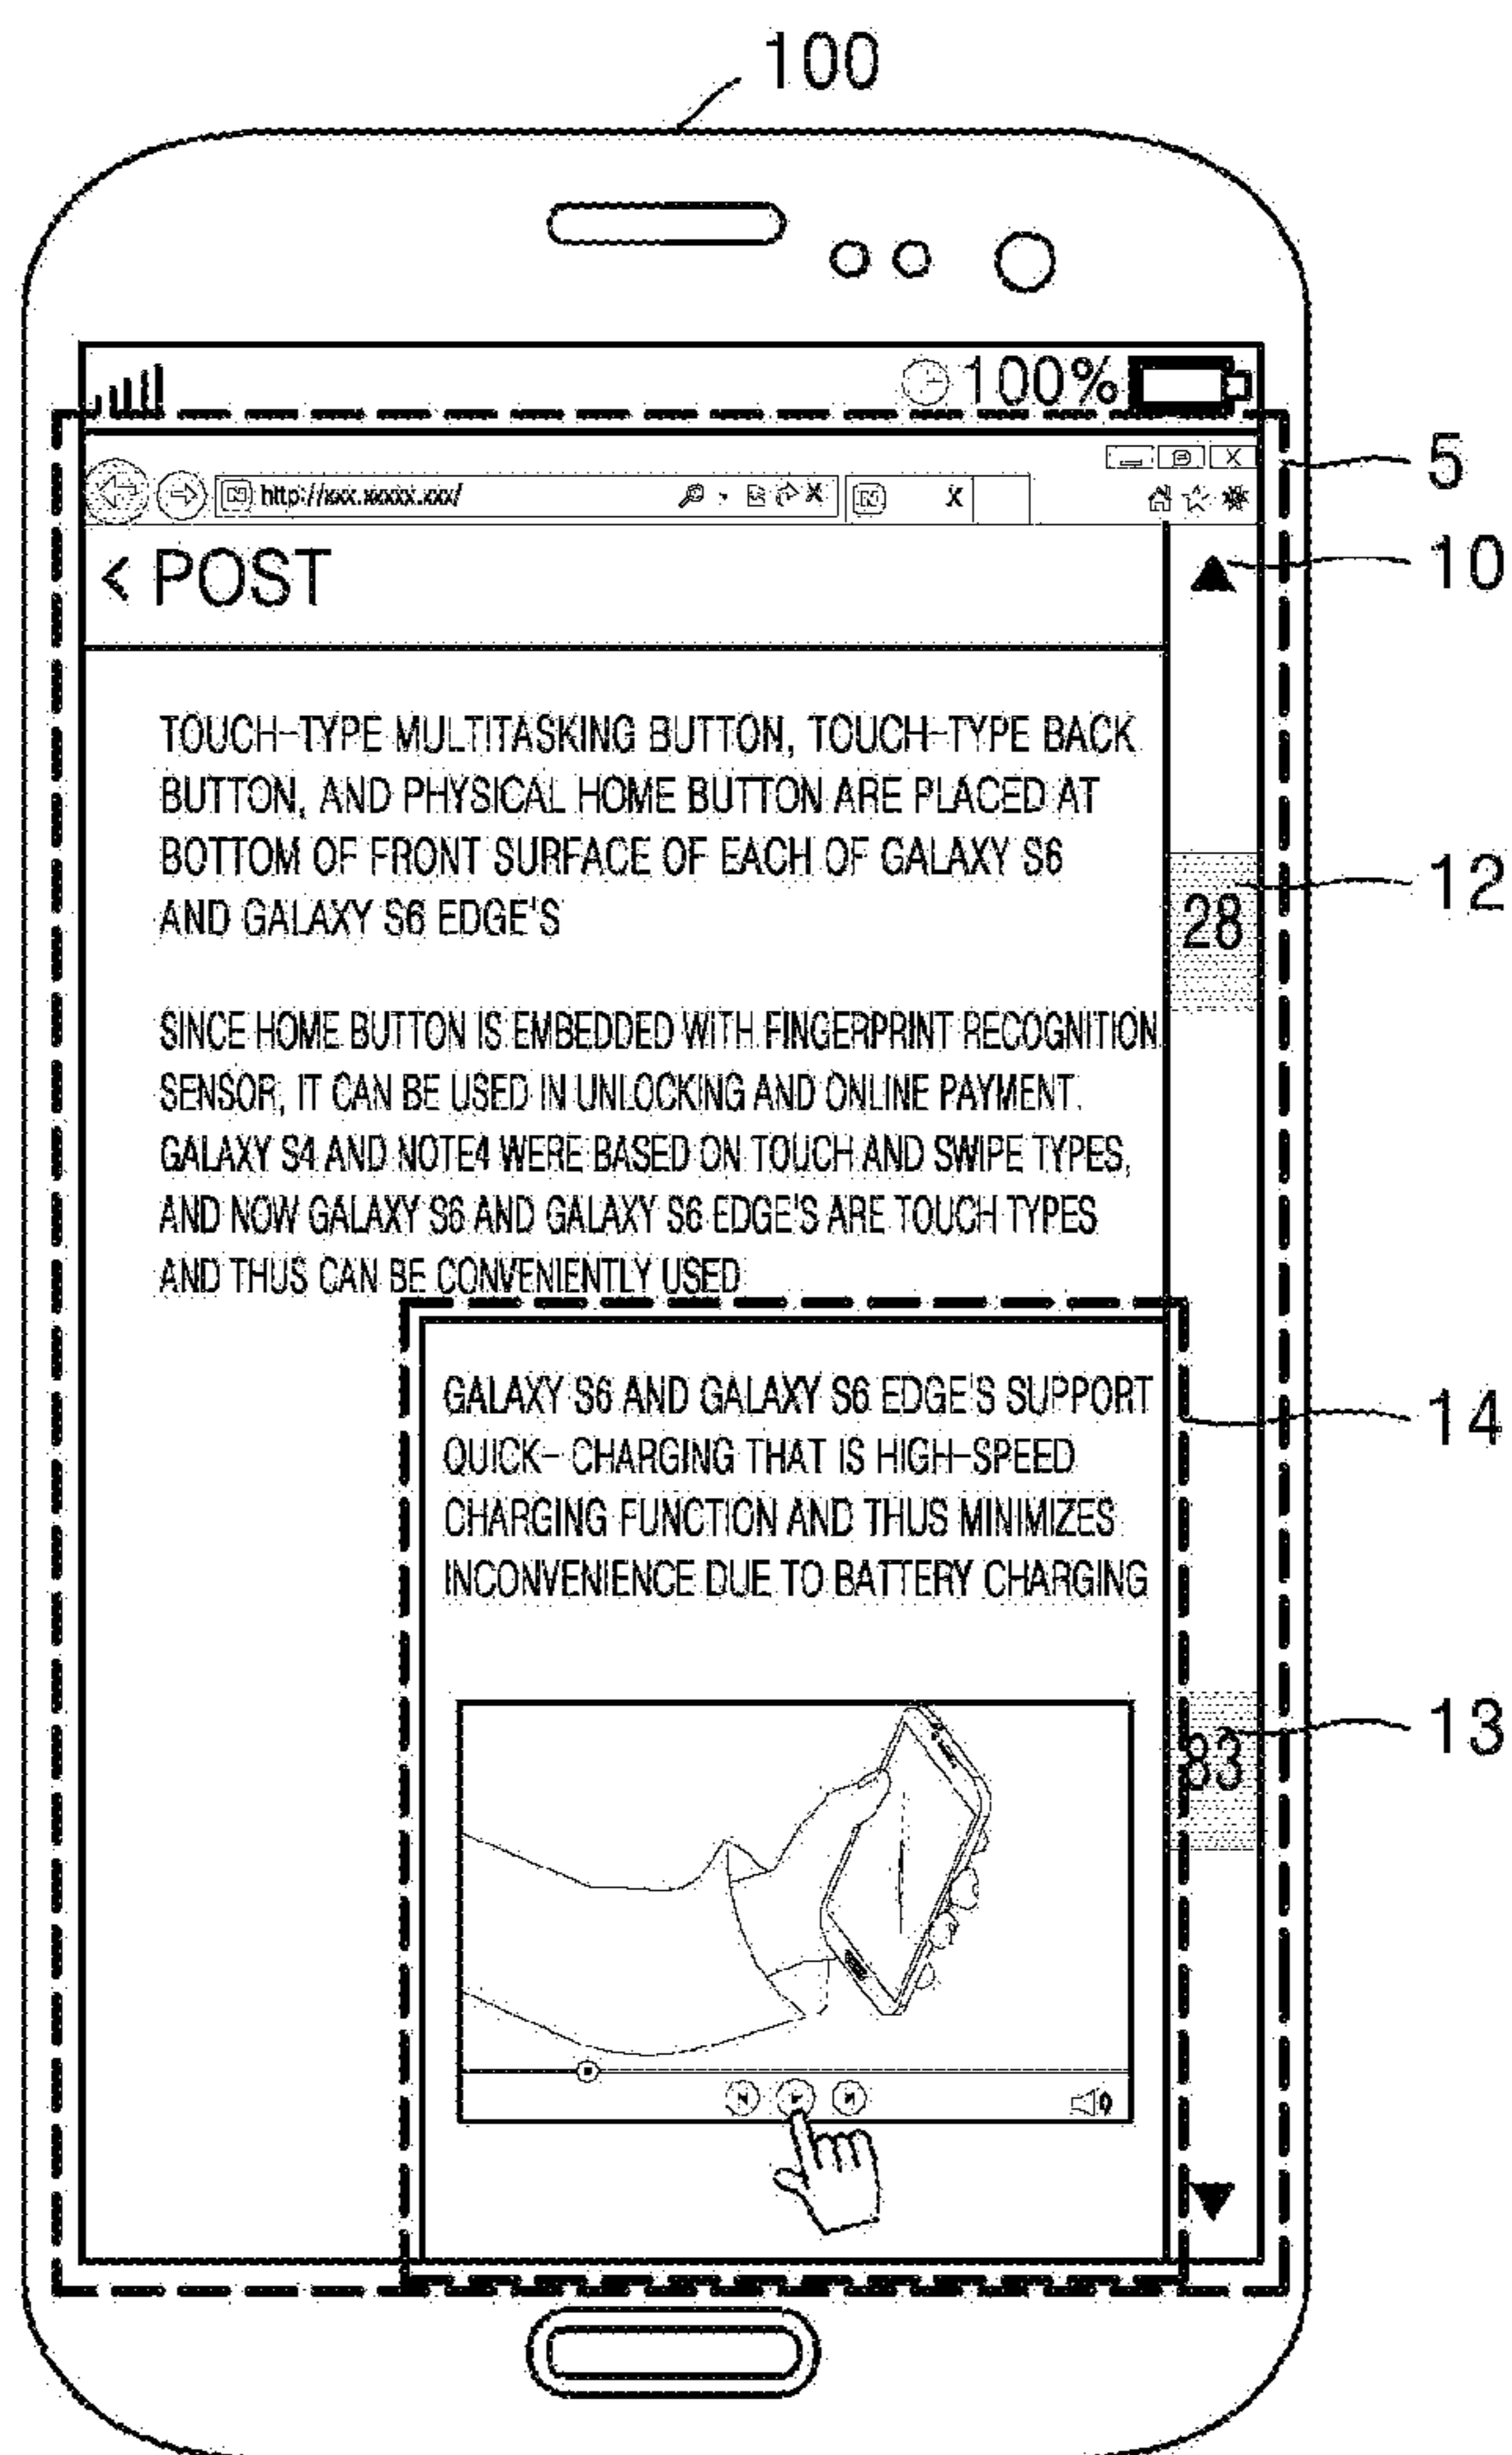 100
100%
5
http://xxx.xxxxx.xxx/
X
X
10
< POST
TOUCH-TYPE MULTITASKING BUTTON, TOUCH-TYPE BACK
BUTTON, AND PHYSICAL HOME BUTTON ARE PLACED AT
BOTTOM OF FRONT SURFACE OF EACH OF GALAXY S6
AND GALAXY S6 EDGE'S
12
28
SINCE HOME BUTTON IS EMBEDDED WITH FINGERPRINT RECOGNITION
SENSOR, IT CAN BE USED IN UNLOCKING AND ONLINE PAYMENT.
GALAXY S4 AND NOTE4 WERE BASED ON TOUCH AND SWIPE TYPES,
AND NOW GALAXY S6 AND GALAXY S6 EDGE'S ARE TOUCH TYPES
AND THUS CAN BE CONVENIENTLY USED
GALAXY S6 AND GALAXY S6 EDGE'S SUPPORT
QUICK- CHARGING THAT IS HIGH-SPEED
CHARGING FUNCTION AND THUS MINIMIZES
INCONVENIENCE DUE TO BATTERY CHARGING
14
13
83